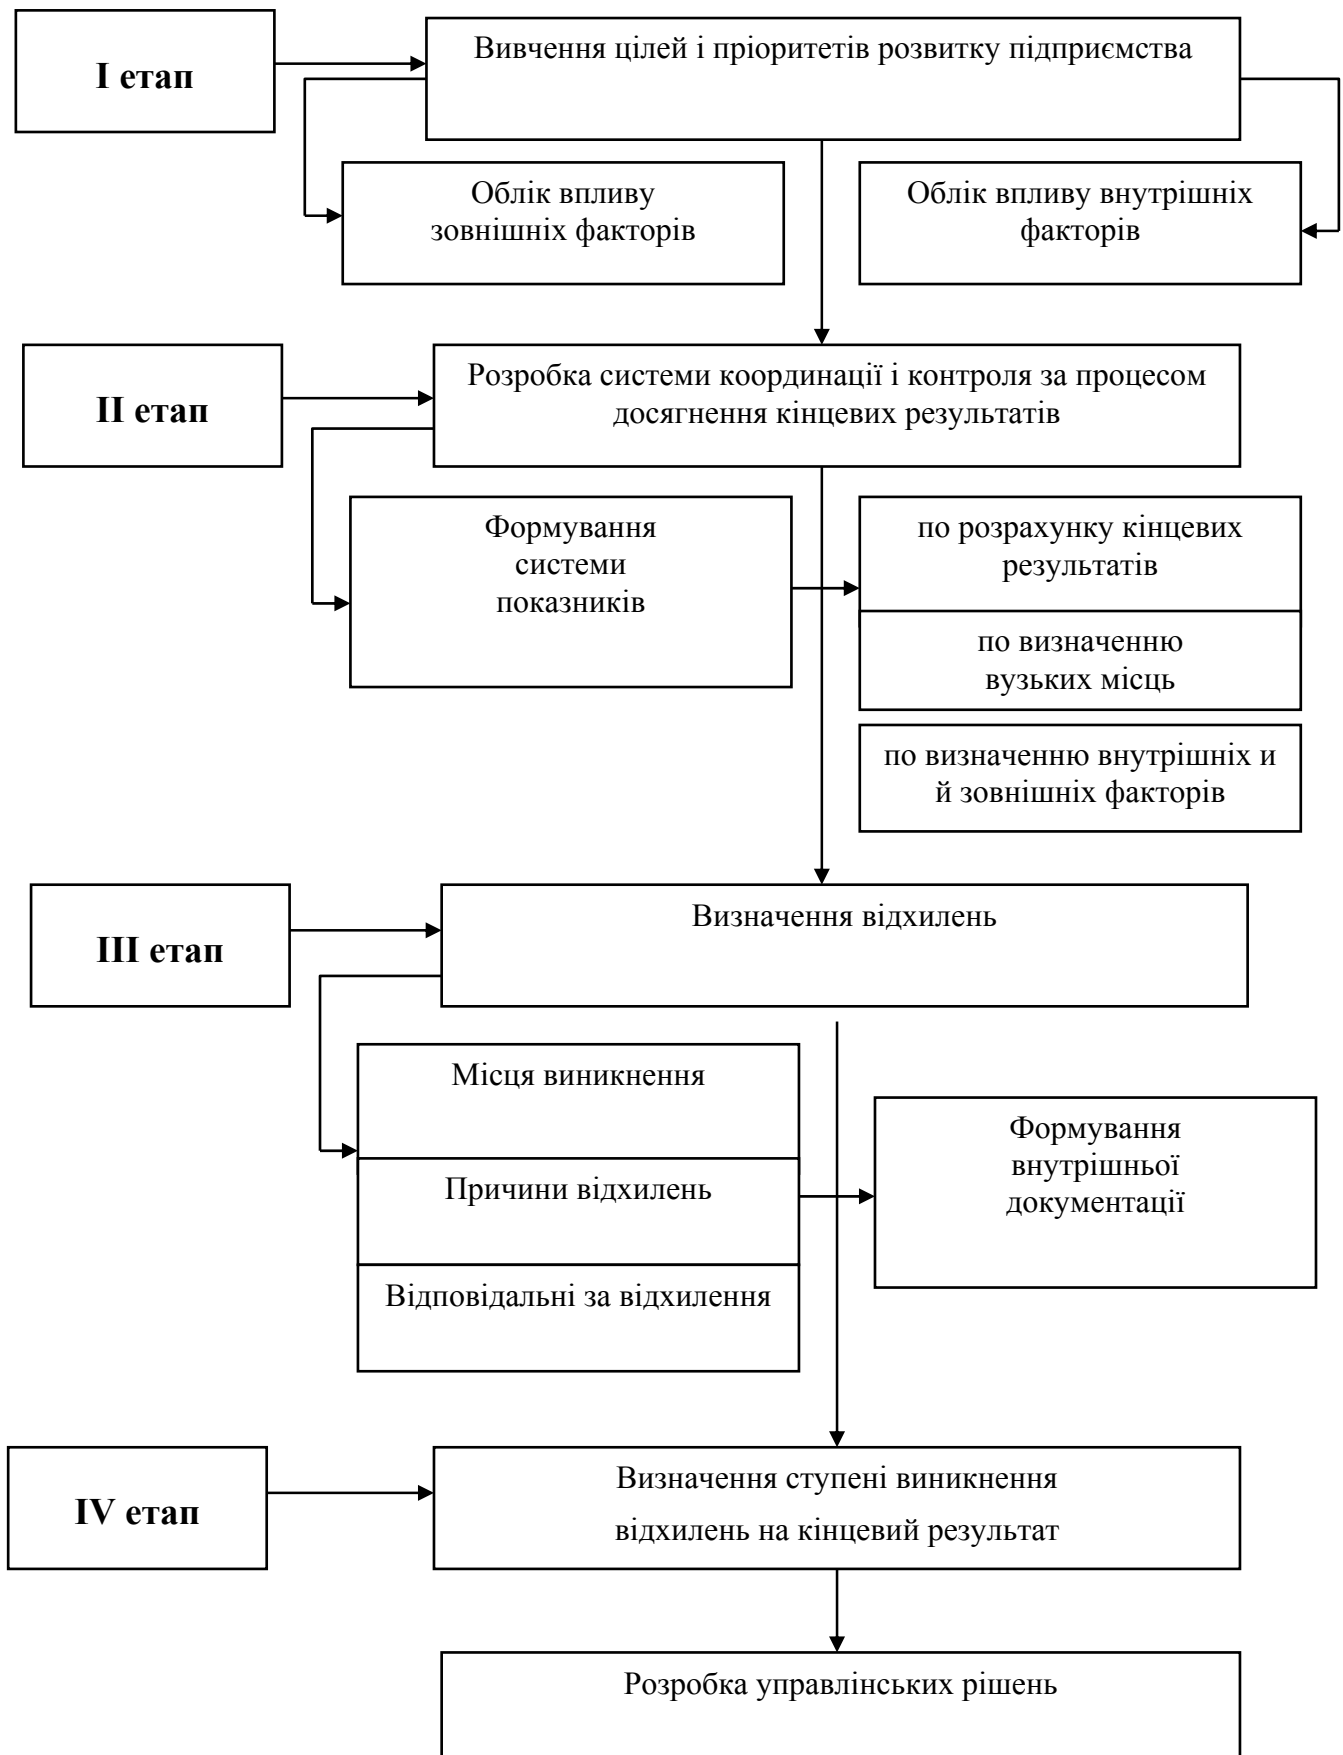 І етап
Вивчення цілей і пріоритетів розвитку підприємства
Облік впливу
зовнішніх факторів
Облік впливу внутрішніх
факторів
ІІ етап
Розробка системи координації і контроля за процесом
досягнення кінцевих результатів
Формування
системи
показників
по розрахунку кінцевих
результатів
по визначенню
вузьких місць
по визначенню внутрішніх и
й зовнішніх факторів
ІІІ етап
Визначення відхилень
Місця виникнення
Причини відхилень
Відповідальні за відхилення
Формування
внутрішньої
документації
IV етап
Визначення ступені виникнення
відхилень на кінцевий результат
Розробка управлінських рішень